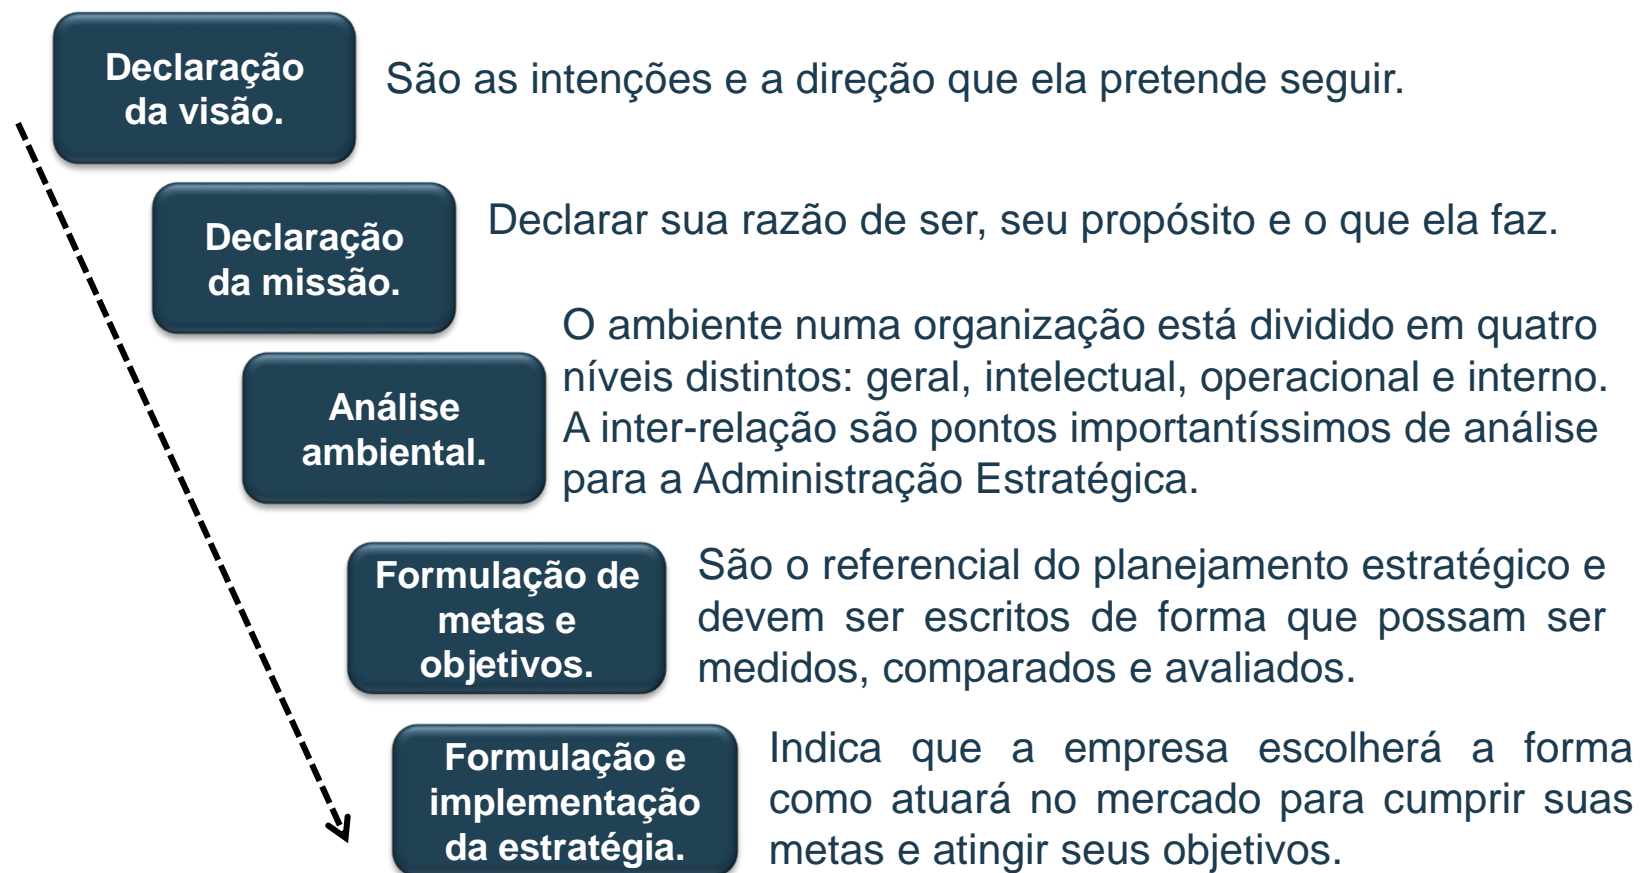 Declaração
da visão.
São as intenções e a direção que ela pretende seguir.
Declaração
da missão.
Declarar sua razão de ser, seu propósito e o que ela faz.
Análise
ambiental.
O ambiente numa organização está dividido em quatro
níveis distintos: geral, intelectual, operacional e interno.
A inter-relação são pontos importantíssimos de análise
para a Administração Estratégica.
Formulação de
metas e
objetivos.
São o referencial do planejamento estratégico e
devem ser escritos de forma que possam ser
medidos, comparados e avaliados.
Formulação e
implementação
da estratégia.
Indica que a empresa escolherá a forma
como atuará no mercado para cumprir suas
metas e atingir seus objetivos.